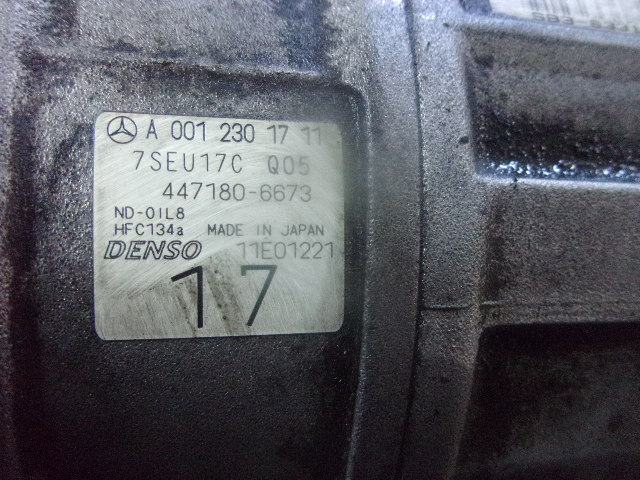 A 001 230 17 11
7SEU17C Q05
447180-6673
ND-OIL8
HFC134a MADE IN JAPAN
DENSO 11E01221
17